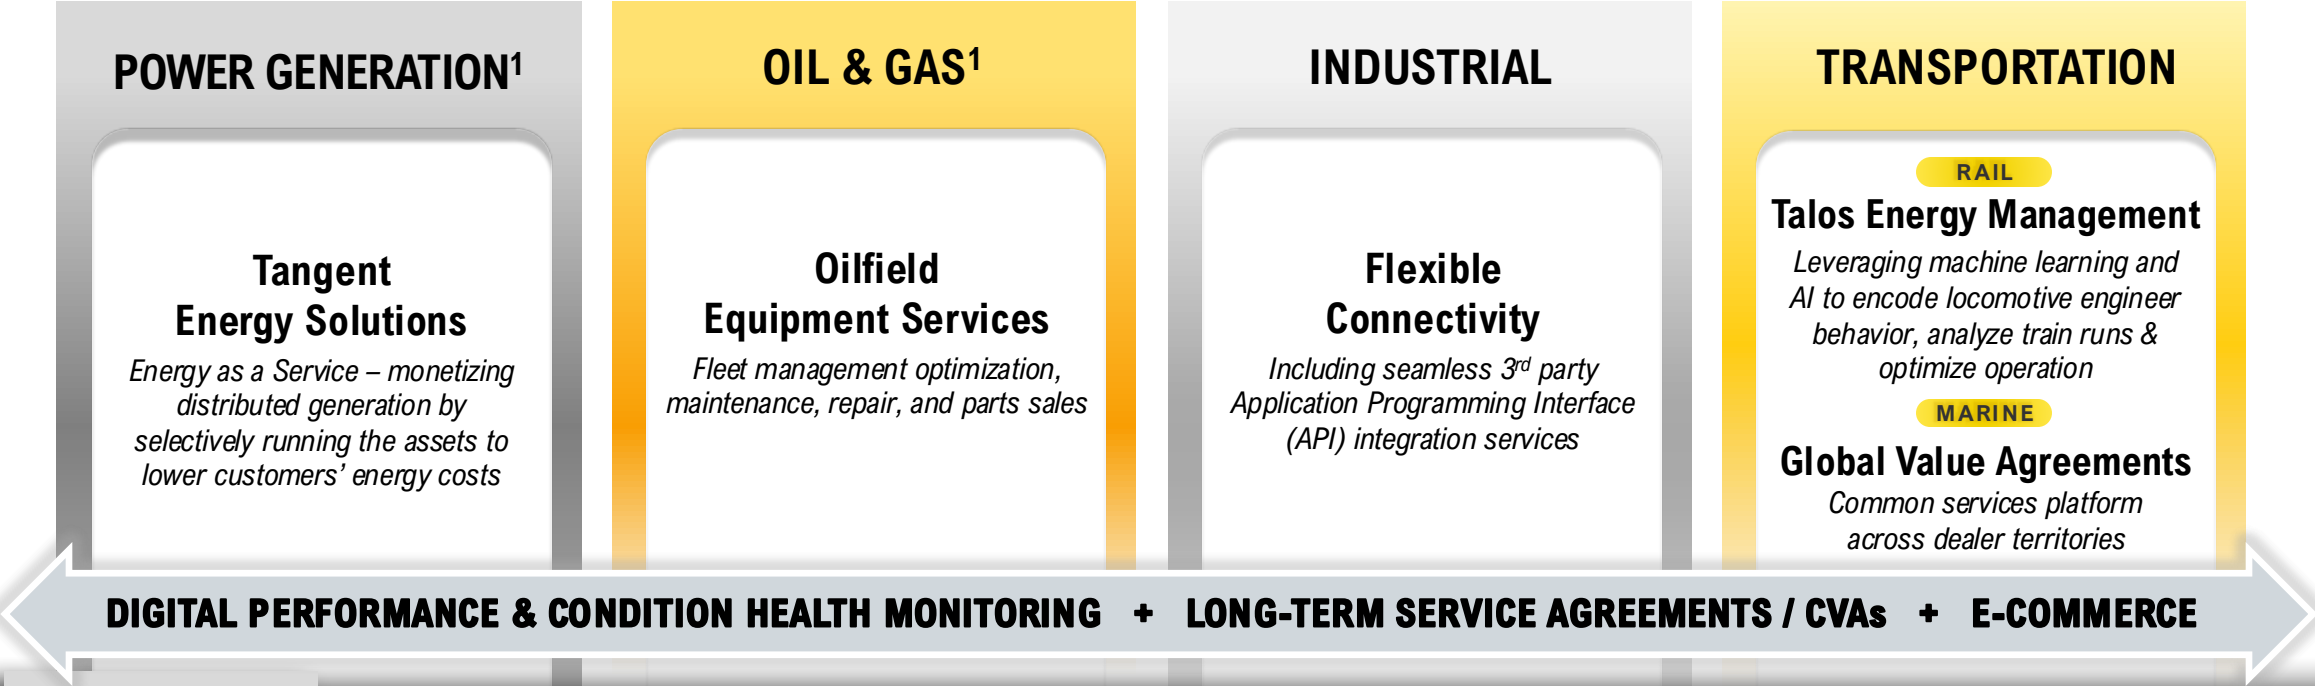 POWER GENERATION¹
Tangent
Energy Solutions
Energy as a Service – monetizing
distributed generation by
selectively running the assets to
lower customers’ energy costs
OIL & GAS¹
Oilfield
Equipment Services
Fleet management optimization,
maintenance, repair, and parts sales
INDUSTRIAL
Flexible
Connectivity
Including seamless 3rd party
Application Programming Interface
(API) integration services
TRANSPORTATION
RAIL
Talos Energy Management
Leveraging machine learning and
AI to encode locomotive engineer
behavior, analyze train runs &
optimize operation
MARINE
Global Value Agreements
Common services platform
across dealer territories
DIGITAL PERFORMANCE & CONDITION HEALTH MONITORING + LONG-TERM SERVICE AGREEMENTS / CVAs + E-COMMERCE